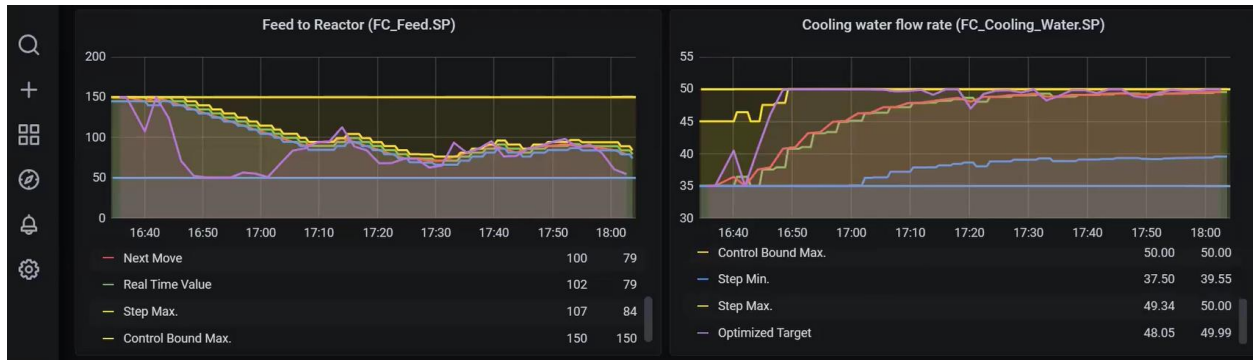 Feed to Reactor (FC_Feed.SP)
200
150
100
50
0
16:40 16:50 17:00 17:10 17:20 17:30 17:40 17:50 18:00
Next Move 100 79
Real Time Value 102 79
Step Max. 107 84
Control Bound Max. 150 150
Cooling water flow rate (FC_Cooling_Water.SP)
55
50
45
40
35
30
16:40 16:50 17:00 17:10 17:20 17:30 17:40 17:50 18:00
Control Bound Max. 50.00 50.00
Step Min. 37.50 39.55
Step Max. 49.34 50.00
Optimized Target 48.05 49.99